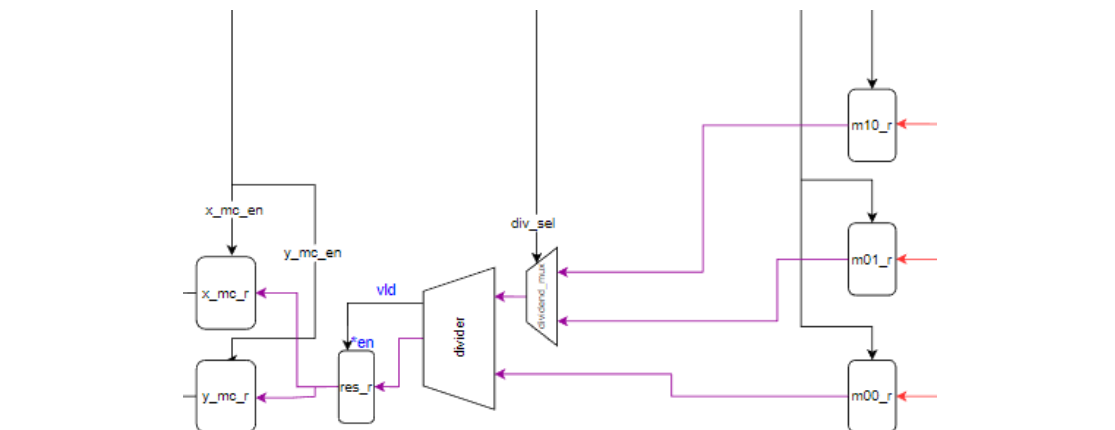 m10_r
x_mc_en
div_sel
y_mc_en
m01_r
dividend_mux
vld
x_mc_r
divider
*en
res_r
y_mc_r
m00_r